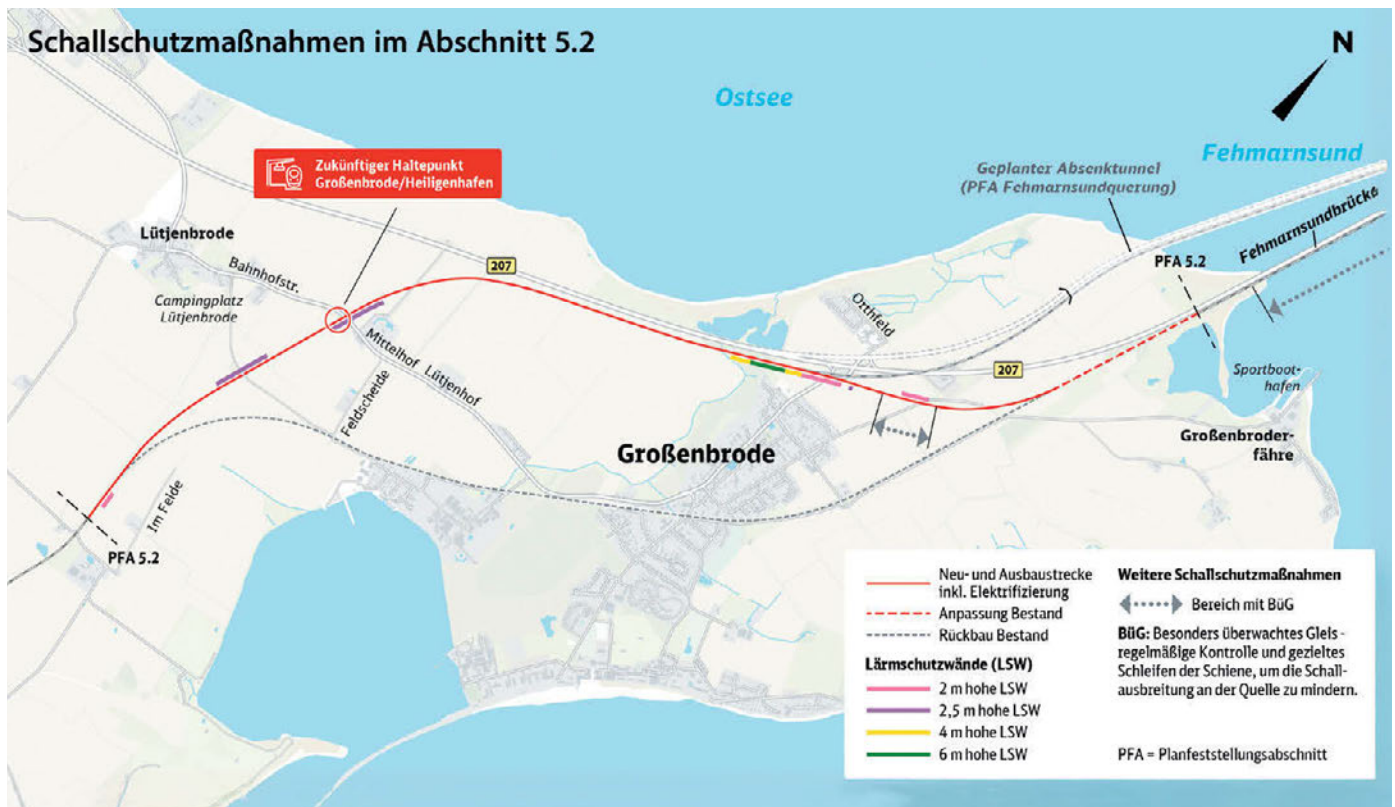 Schallschutzmaßnahmen im Abschnitt 5.2
N
Ostsee
Fehmarnsund
Zukünftiger Haltepunkt
Großenbrode/Heiligenhafen
Geplanter Absenktunnel
(PFA Fehmarnsundquerung)
Fehmarnsundbrücke
PFA 5.2
Lütjenbrode
Bahnhofstr.
207
Campingplatz
Lütjenbrode
Orthfeld
Mittelhof Lütjenhof
Feldscheide
207
Sportboot-
hafen
Großenbrode
Großenbroder-
fähre
Im Feide
PFA 5.2
Neu- und Ausbaustrecke
inkl. Elektrifizierung
Anpassung Bestand
Rückbau Bestand
Lärmschutzwände (LSW)
2 m hohe LSW
2,5 m hohe LSW
4 m hohe LSW
6 m hohe LSW
Weitere Schallschutzmaßnahmen
Bereich mit BüG
BüG: Besonders überwachtes Gleis -
regelmäßige Kontrolle und gezieltes
Schleifen der Schiene, um die Schall-
ausbreitung an der Quelle zu mindern.
PFA = Planfeststellungsabschnitt